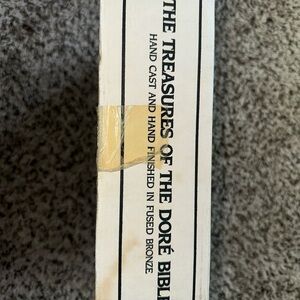 THE TREASURES OF THE DORÉ BIBLE
HAND CAST AND HAND FINISHED IN FUSED BRONZE